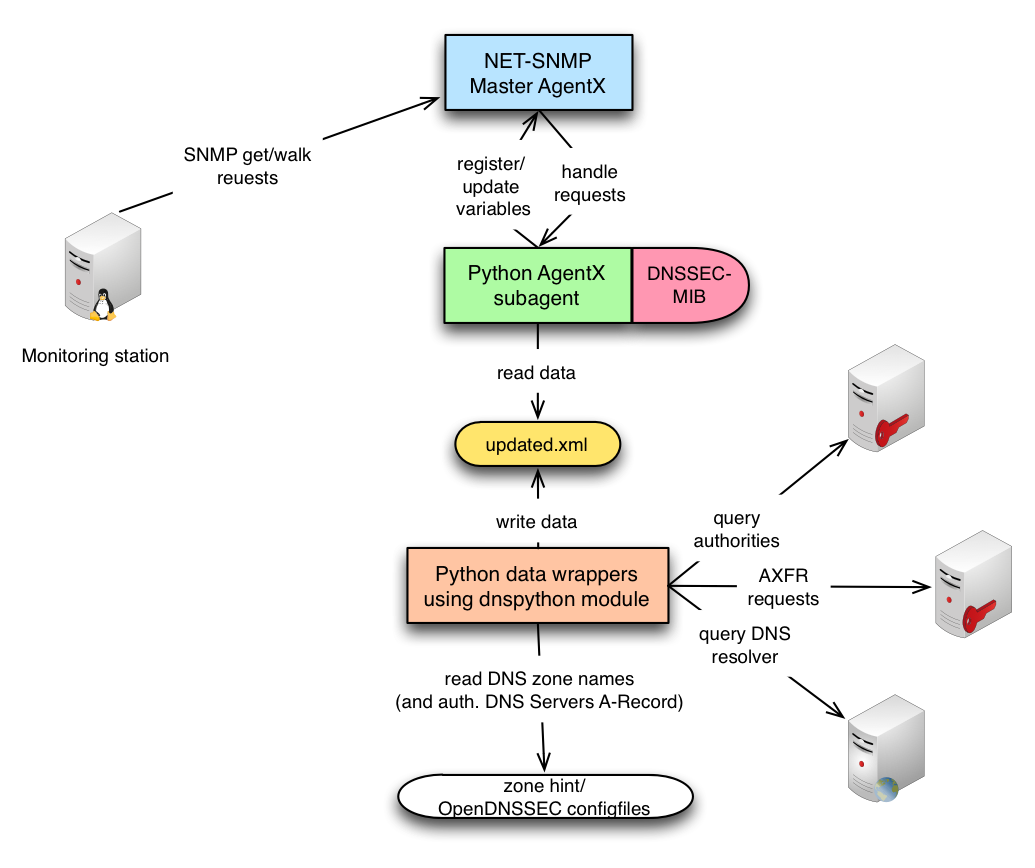 NET-SNMP
Master AgentX
SNMP get/walk
reuests
register/
update
variables
handle
requests
Python AgentX
subagent
DNSSEC-
MIB
Monitoring station
read data
updated.xml
write data
query
authorities
Python data wrappers
using dnspython module
AXFR
requests
query DNS
resolver
read DNS zone names
(and auth. DNS Servers A-Record)
zone hint/
OpenDNSSEC configfiles